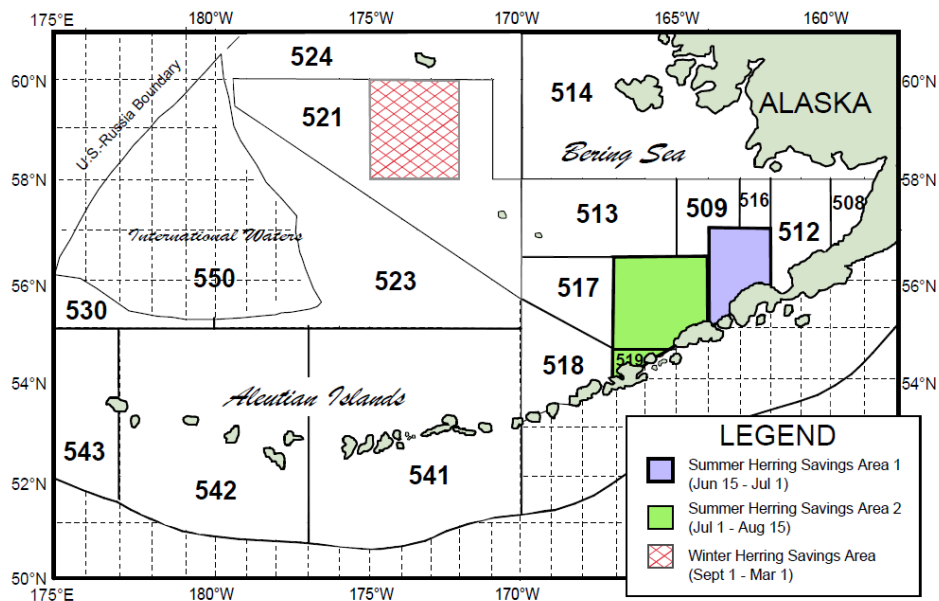 175°E 180°W 175°W 170°W 165°W 160°W
60°N
58°N
56°N
54°N
52°N
50°N
524
521
514
ALASKA
U.S.-Russia Boundary
Bering Sea
513
509
516
508
512
International Waters
550
523
517
530
518
519
Aleutian Islands
543
542
541
LEGEND
Summer Herring Savings Area 1
(Jun 15 - Jul 1)
Summer Herring Savings Area 2
(Jul 1 - Aug 15)
Winter Herring Savings Area
(Sept 1 - Mar 1)
60°N
58°N
56°N
54°N
175°E 180°W 175°W 170°W 165°W